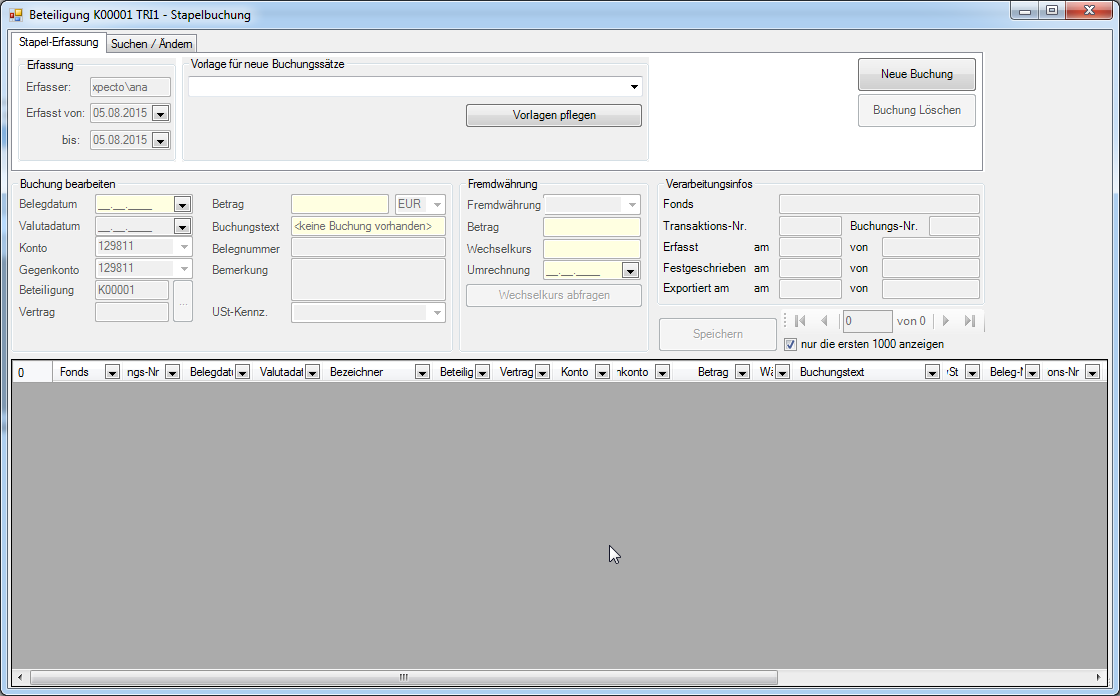 Beteiligung K00001 TRI1 - Stapelbuchung
Stapel-Erfassung Suchen / Ändern
Erfassung
Erfasser: xpecto\ana
Erfasst von: 05.08.2015
bis: 05.08.2015
Vorlage für neue Buchungssätze
Vorlagen pflegen
Neue Buchung
Buchung Löschen
Buchung bearbeiten
Belegdatum __.__.____
Valutadatum __.__.____
Konto 129811
Gegenkonto 129811
Beteiligung K00001
Vertrag ...
Betrag EUR
Buchungstext <keine Buchung vorhanden>
Belegnummer
Bemerkung
USt-Kennz.
Fremdwährung
Fremdwährung
Betrag
Wechselkurs
Umrechnung __.__.____
Wechselkurs abfragen
Verarbeitungsinfos
Fonds
Transaktions-Nr. Buchungs-Nr.
Erfasst am von
Festgeschrieben am von
Exportiert am am von
Speichern
0 von 0
nur die ersten 1000 anzeigen
0 Fonds ngs-Nr Belegdatu Valutadat Bezeichner Beteilig Vertrag Konto nkonto Betrag Wä Buchungstext St Beleg-N ons-Nr